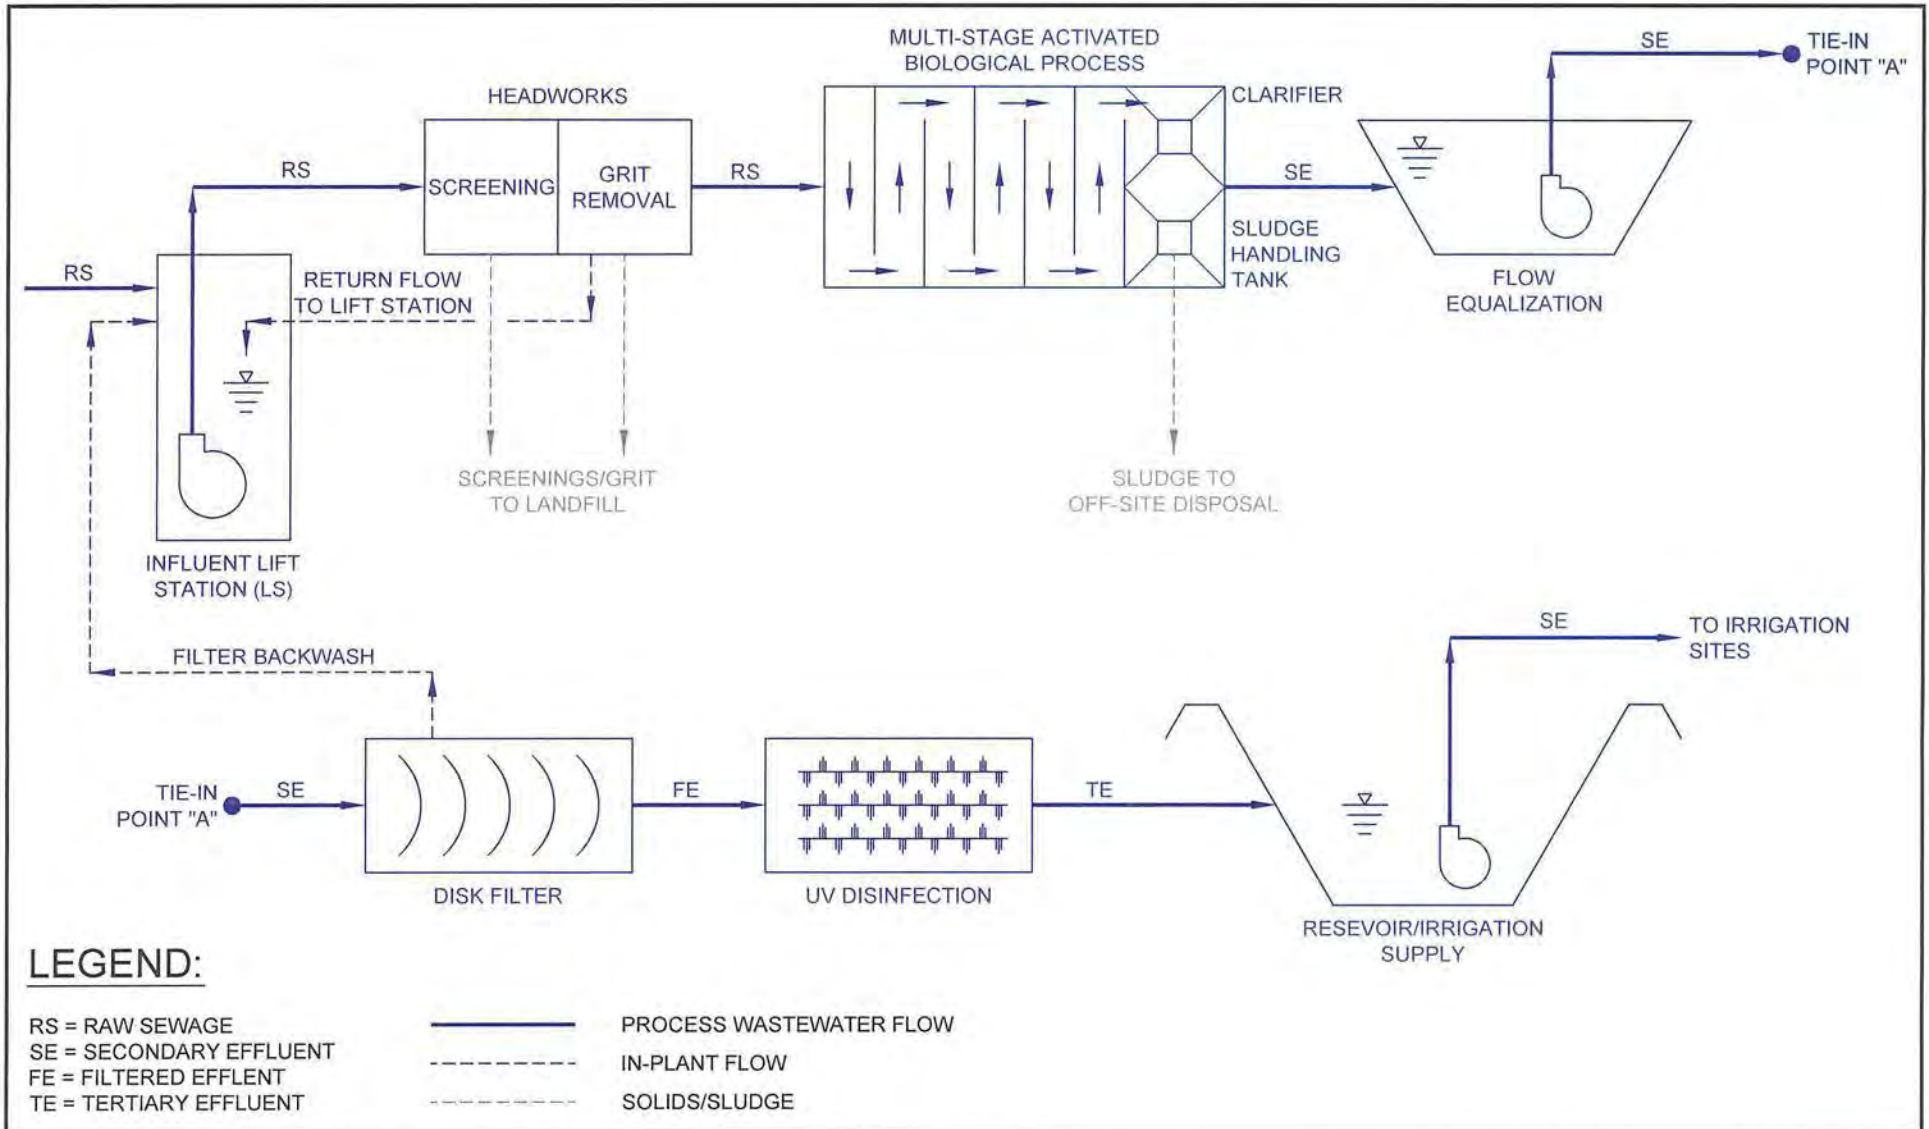 MULTI-STAGE ACTIVATED
BIOLOGICAL PROCESS
SE
TIE-IN
POINT "A"
HEADWORKS
CLARIFIER
RS
SCREENING
GRIT
REMOVAL
RS
SE
SLUDGE
HANDLING
TANK
FLOW
EQUALIZATION
RS
RETURN FLOW
TO LIFT STATION
SCREENINGS/GRIT
TO LANDFILL
SLUDGE TO
OFF-SITE DISPOSAL
INFLUENT LIFT
STATION (LS)
FILTER BACKWASH
SE
TO IRRIGATION
SITES
TIE-IN
POINT "A"
SE
FE
TE
DISK FILTER
UV DISINFECTION
RESEVOIR/IRRIGATION
SUPPLY
LEGEND:
RS = RAW SEWAGE
SE = SECONDARY EFFLUENT
FE = FILTERED EFFLENT
TE = TERTIARY EFFLUENT
PROCESS WASTEWATER FLOW
IN-PLANT FLOW
SOLIDS/SLUDGE